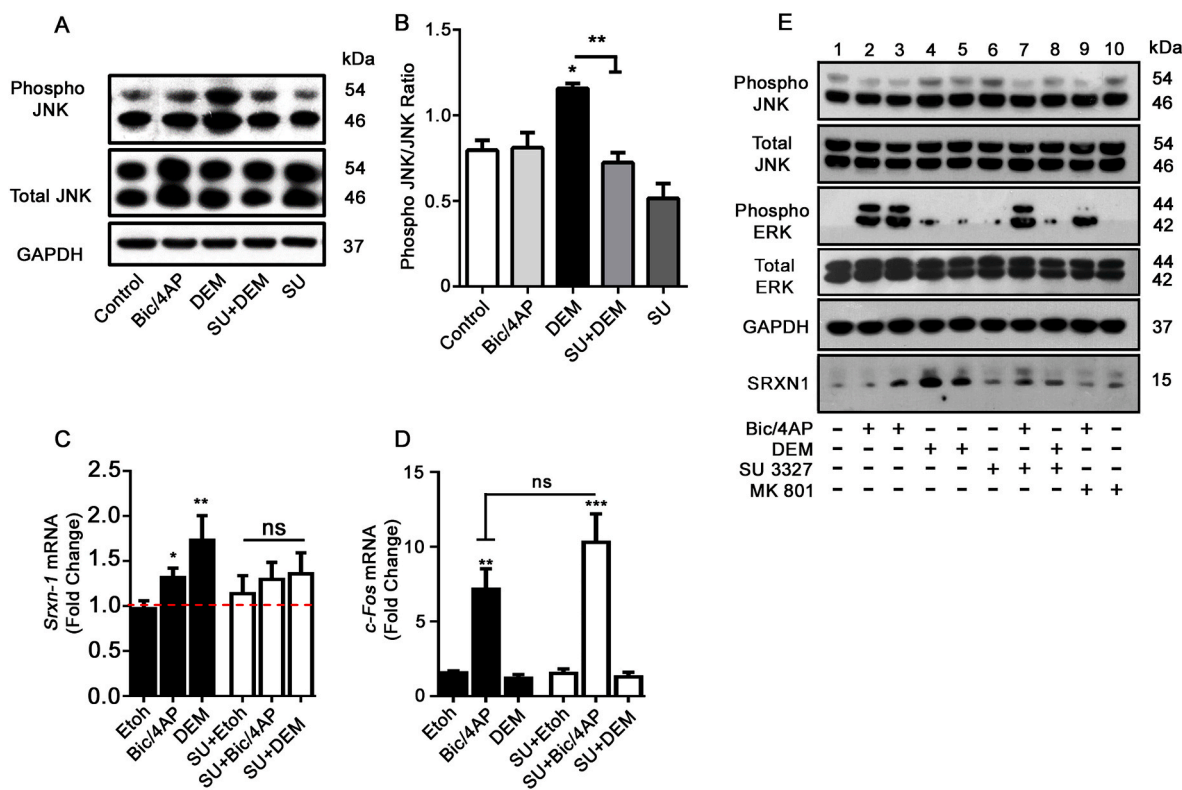 A
kDa
Phospho
JNK
54
46
Total JNK
54
46
GAPDH
37
Control
Bic/4AP
DEM
SU+DEM
SU
B
Phospho JNK/JNK Ratio
1.5
1.0
0.5
0
*
**
Control
Bic/4AP
DEM
SU+DEM
SU
C
Srxn-1 mRNA
(Fold Change)
2.5
2.0
1.5
1.0
0.5
0.0
*
**
ns
Etoh
Bic/4AP
DEM
SU+Etoh
SU+Bic/4AP
SU+DEM
D
c-Fos mRNA
(Fold Change)
15
10
5
0
**
ns
***
Etoh
Bic/4AP
DEM
SU+Etoh
SU+Bic/4AP
SU+DEM
E
1 2 3 4 5 6 7 8 9 10 kDa
Phospho
JNK
54
46
Total
JNK
54
46
Phospho
ERK
44
42
Total
ERK
44
42
GAPDH
37
SRXN1
15
Bic/4AP - + + - - - + - + -
DEM - - - + + - - + - -
SU 3327 - - - - - + + + - -
MK 801 - - - - - - - - + +